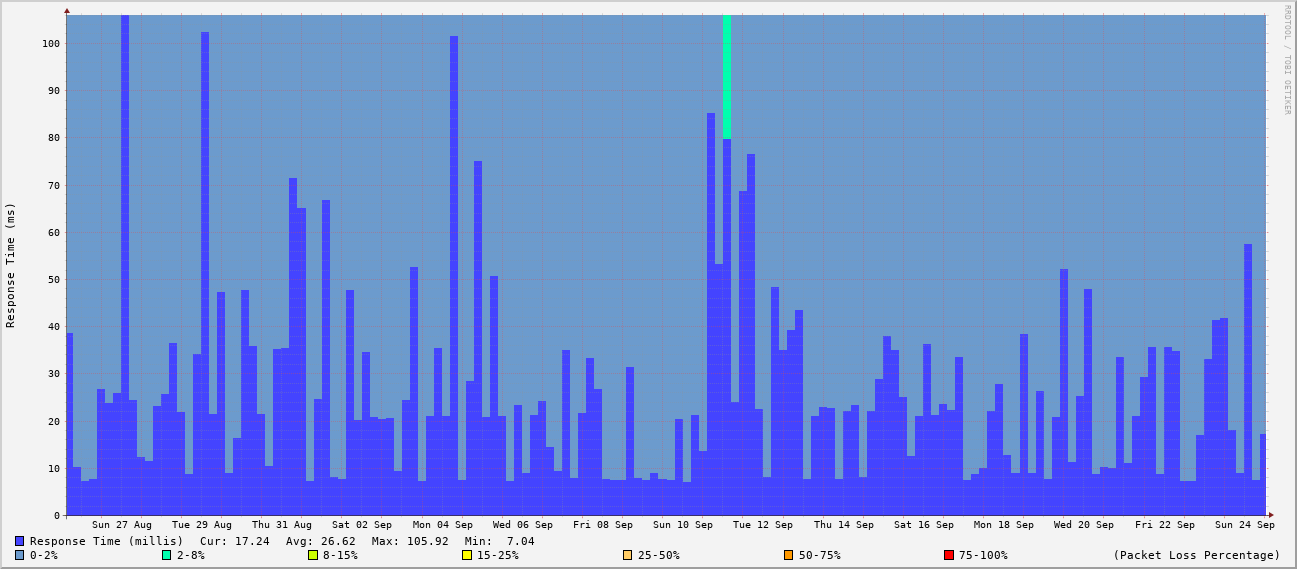 RRDTOOL / TOBI OETIKER
Response Time (ms)
100
90
80
70
60
50
40
30
20
10
0
Sun 27 Aug Tue 29 Aug Thu 31 Aug Sat 02 Sep Mon 04 Sep Wed 06 Sep Fri 08 Sep Sun 10 Sep Tue 12 Sep Thu 14 Sep Sat 16 Sep Mon 18 Sep Wed 20 Sep Fri 22 Sep Sun 24 Sep
Response Time (millis) Cur: 17.24 Avg: 26.62 Max: 105.92 Min: 7.04
0-2% 2-8% 8-15% 15-25% 25-50% 50-75% 75-100% (Packet Loss Percentage)